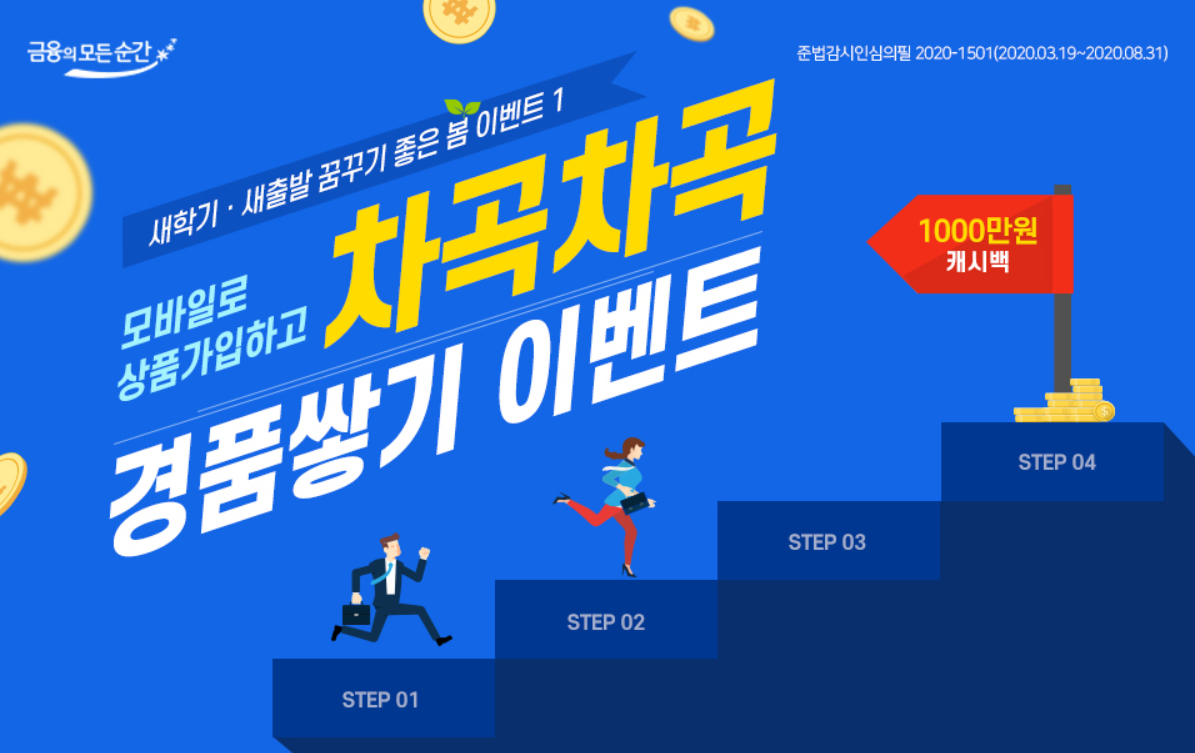 금융의 모든 순간
준법감시인심의필 2020-1501(2020.03.19~2020.08.31)
새학기 · 새출발 꿈꾸기 좋은 봄 이벤트 1
모바일로
상품가입하고
차곡차곡
경품쌓기 이벤트
1000만원
캐시백
STEP 04
STEP 03
STEP 02
STEP 01